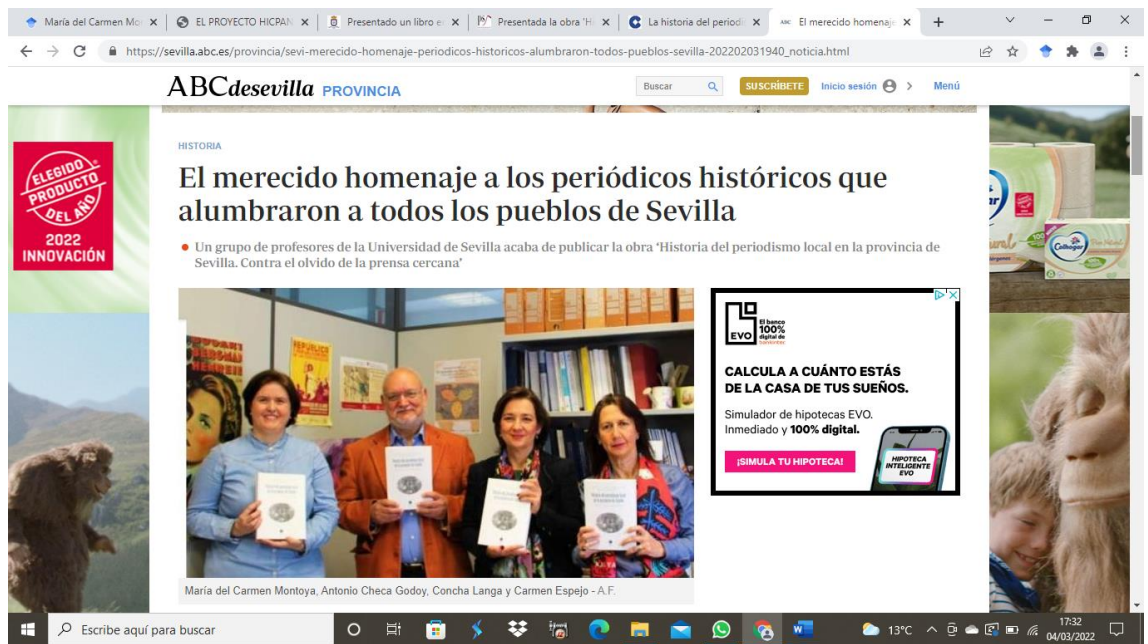 María del Carmen Mo
EL PROYECTO HICPAN
Presentado un libro e
Presentada la obra 'H
La historia del periodi
ABC
El merecido homenaje
https://sevilla.abc.es/provincia/sevi-merecido-homenaje-periodicos-historicos-alumbraron-todos-pueblos-sevilla-202202031940_noticia.html
ABCdesevilla PROVINCIA
Buscar
SUSCRÍBETE
Inicio sesión
Menú
HISTORIA
El merecido homenaje a los periódicos históricos que
alumbraron a todos los pueblos de Sevilla
Un grupo de profesores de la Universidad de Sevilla acaba de publicar la obra 'Historia del periodismo local en la provincia de
Sevilla. Contra el olvido de la prensa cercana'
ELEGIDO
PRODUCTO
DEL AÑO
2022
INNOVACIÓN
Colhogar
EVO
El banco
100%
digital de
CALCULA A CUÁNTO ESTÁS
DE LA CASA DE TUS SUEÑOS.
Simulador de hipotecas EVO.
Inmediato y 100% digital.
¡SIMULA TU HIPOTECA!
HIPOTECA
INTELIGENTE
EVO
María del Carmen Montoya, Antonio Checa Godoy, Concha Langa y Carmen Espejo - A.F.
Escribe aquí para buscar
13°C
17:32
04/03/2022